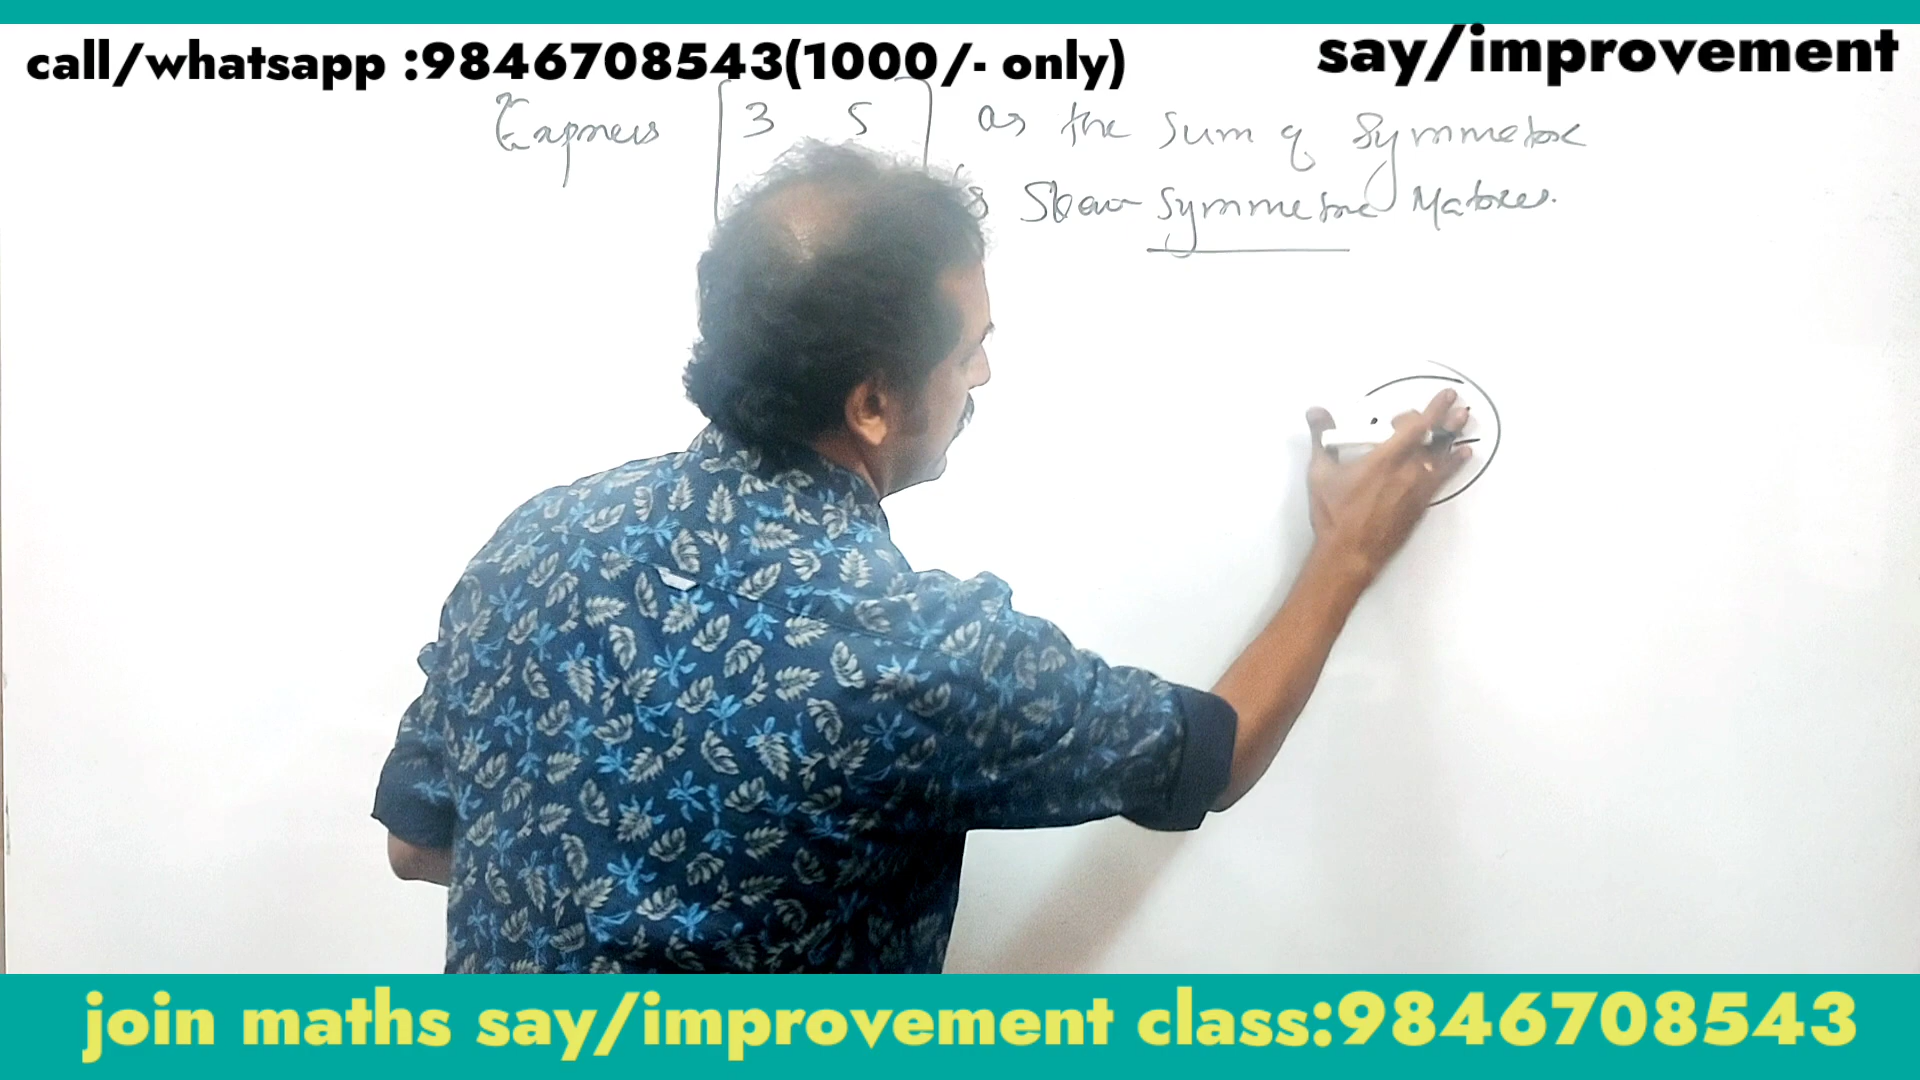 call/whatsapp :9846708543(1000/- only)
say/improvement
Express [3 5] as the sum of Symmetric
& Skew Symmetric Matrices.
join maths say/improvement class:9846708543